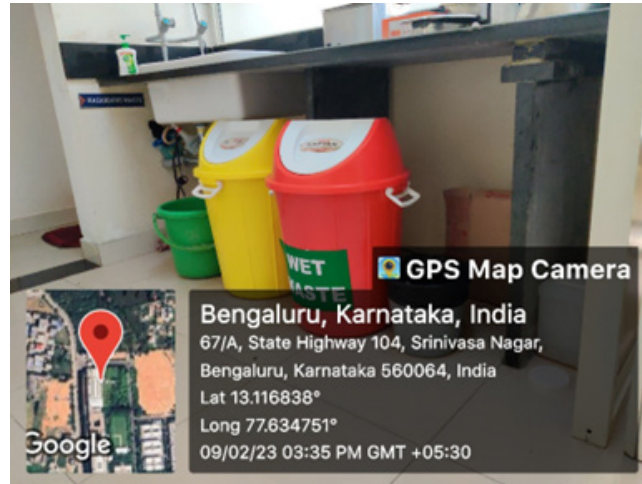 WET
WASTE
GPS Map Camera
Bengaluru, Karnataka, India
67/A, State Highway 104, Srinivasa Nagar,
Bengaluru, Karnataka 560064, India
Lat 13.116838°
Long 77.634751°
09/02/23 03:35 PM GMT +05:30
Google